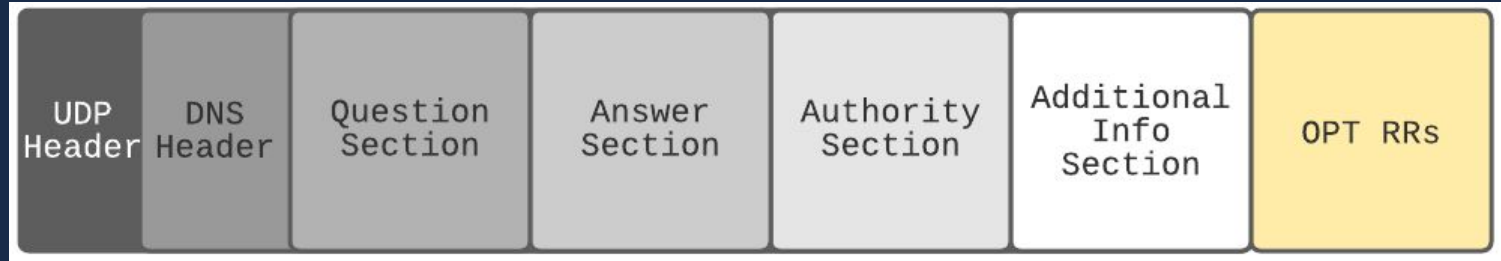 UDP
Header
DNS
Header
Question
Section
Answer
Section
Authority
Section
Additional
Info
Section
OPT RRs